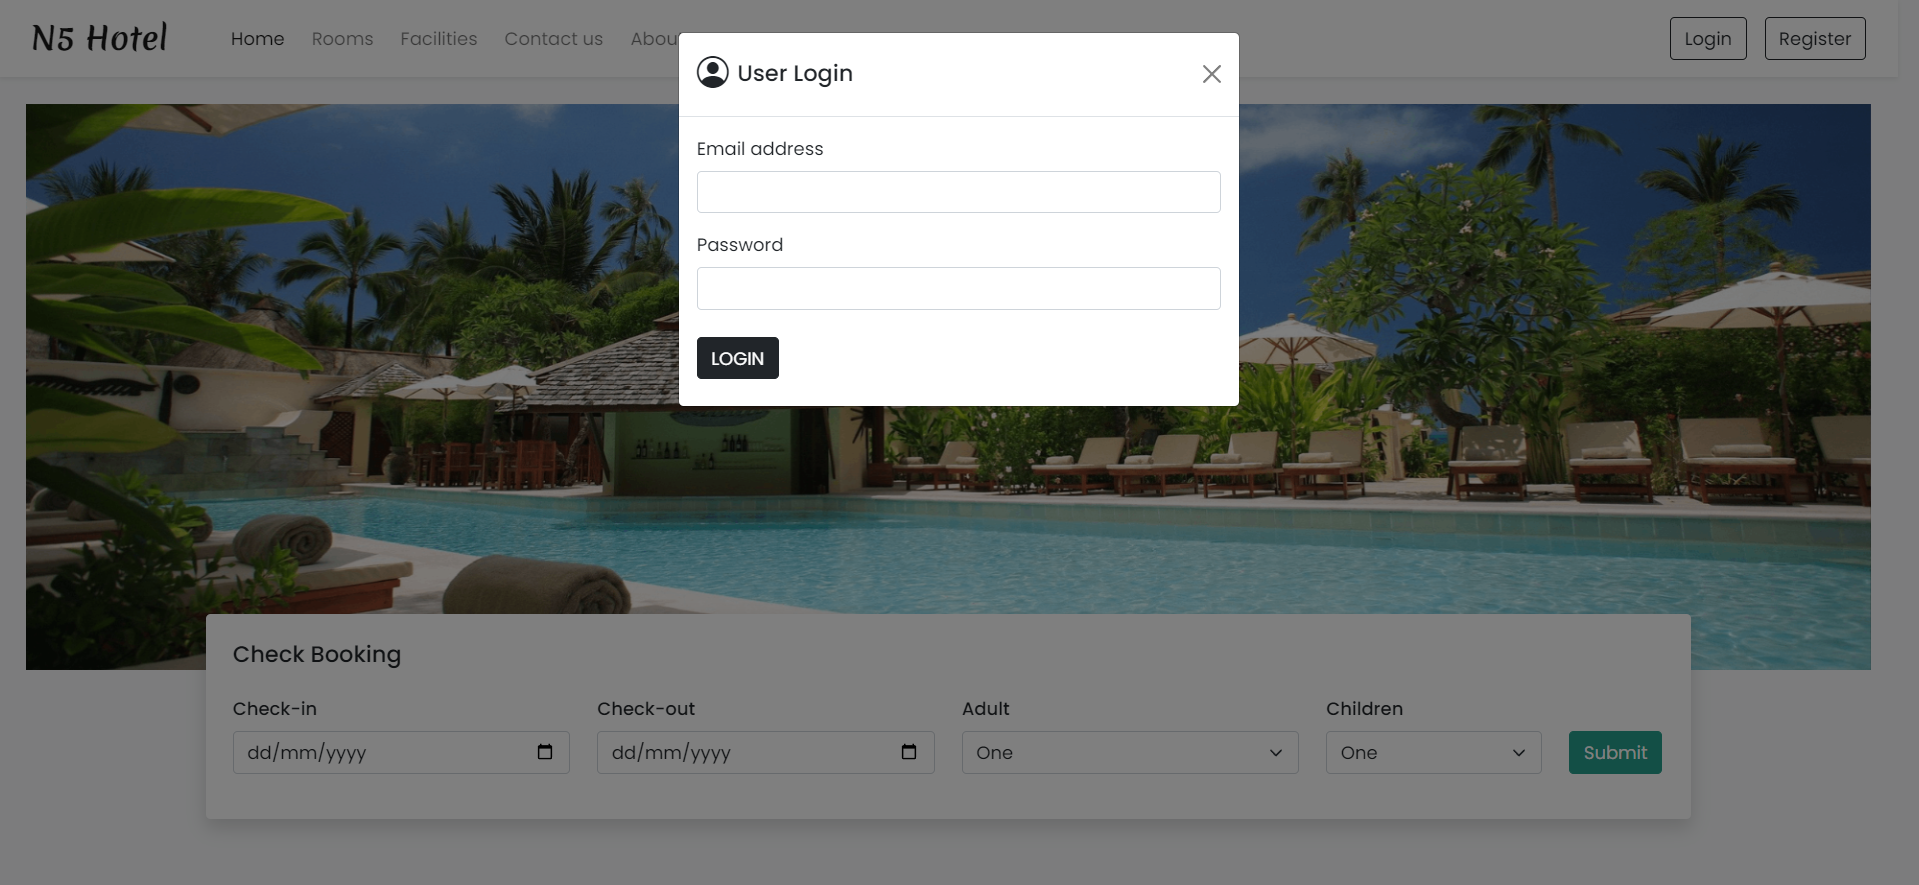 N5 Hotel
Home Rooms Facilities Contact us
Login Register
User Login
Email address
Password
LOGIN
Check Booking
Check-in Check-out Adult Children
dd/mm/yyyy dd/mm/yyyy One One Submit